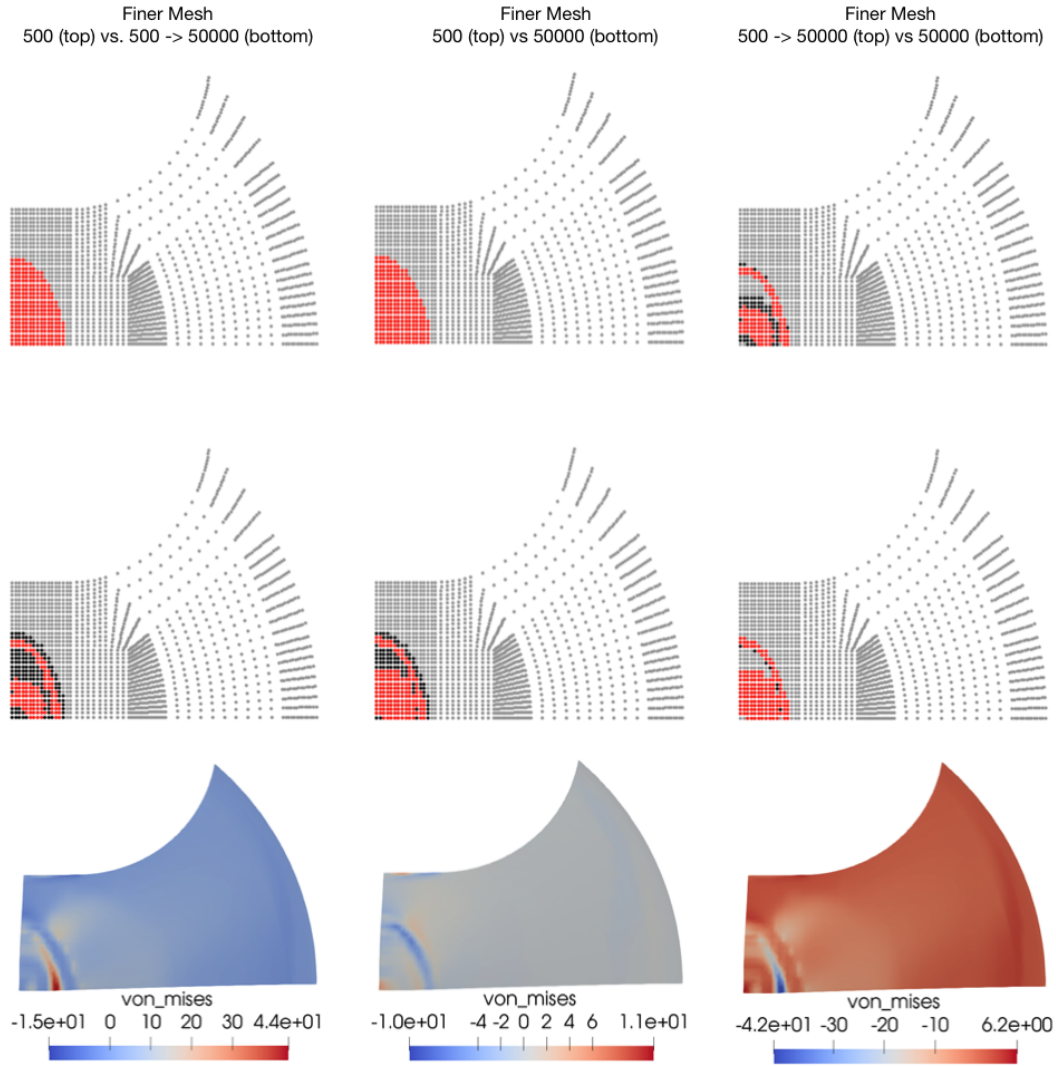 Finer Mesh
500 (top) vs. 500 -> 50000 (bottom)
Finer Mesh
500 (top) vs 50000 (bottom)
Finer Mesh
500 -> 50000 (top) vs 50000 (bottom)
von_mises
-1.5e+01 0 10 20 30 4.4e+01
von_mises
-1.0e+01 -4 -2 0 2 4 6 1.1e+01
von_mises
-4.2e+01 -30 -20 -10 6.2e+00